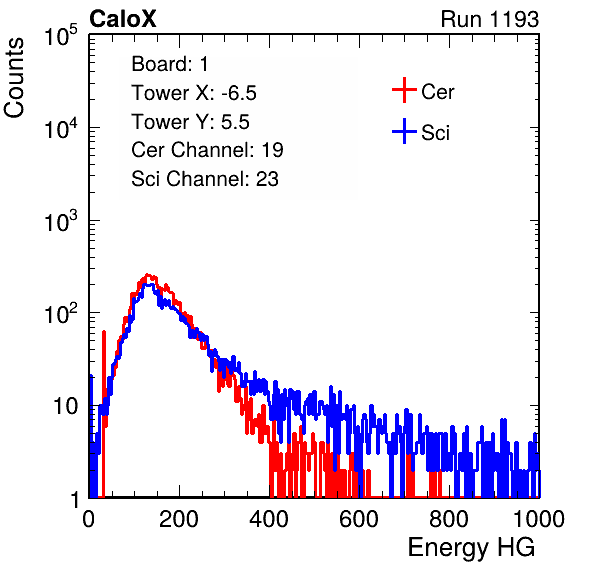 CaloX Run 1193
Counts
10^5
10^4
10^3
10^2
10
1
Board: 1
Tower X: -6.5
Tower Y: 5.5
Cer Channel: 19
Sci Channel: 23
Cer
Sci
0 200 400 600 800 1000
Energy HG